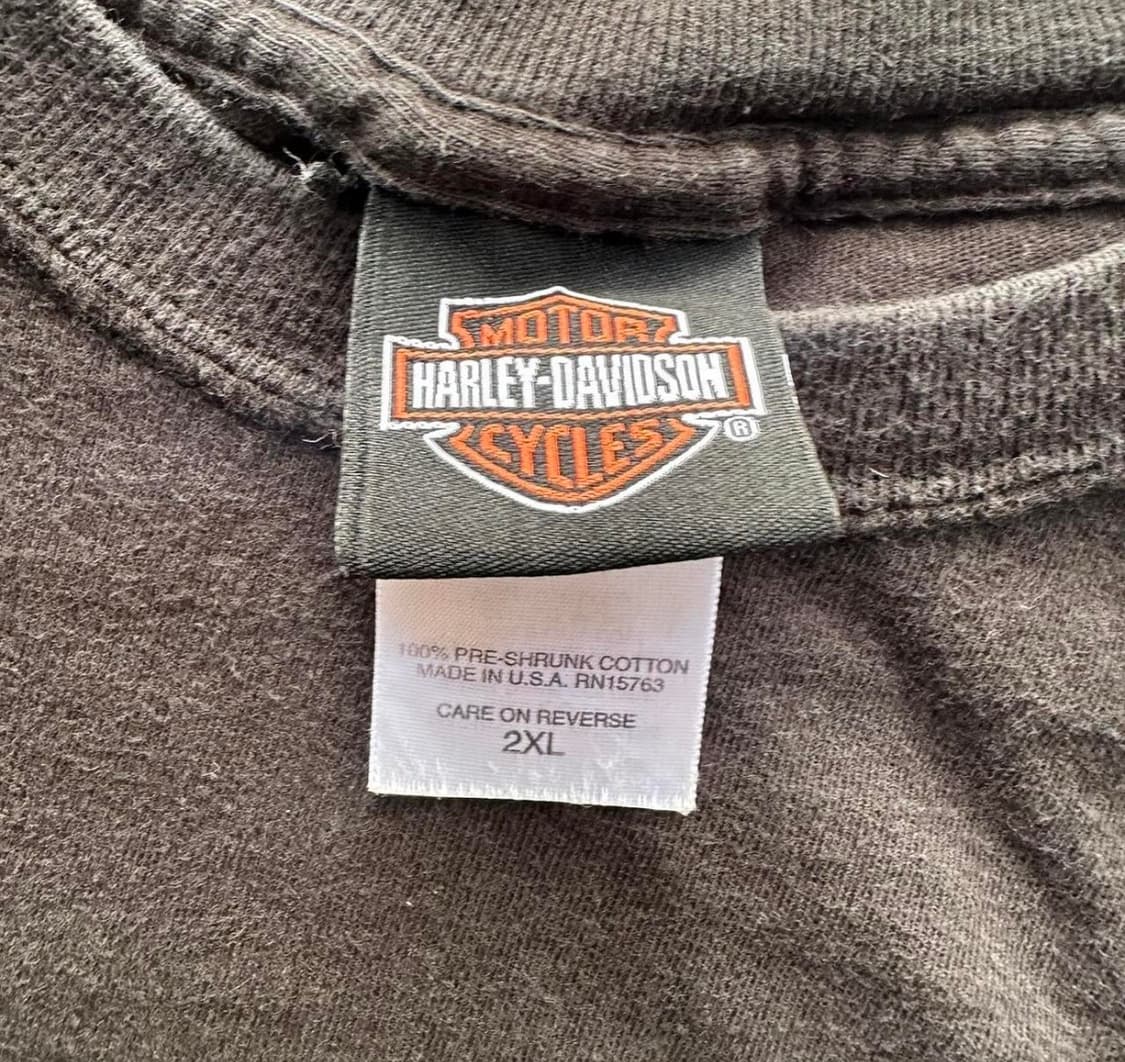 MOTOR
HARLEY-DAVIDSON
CYCLES
®
100% PRE-SHRUNK COTTON
MADE IN U.S.A. RN15763
CARE ON REVERSE
2XL